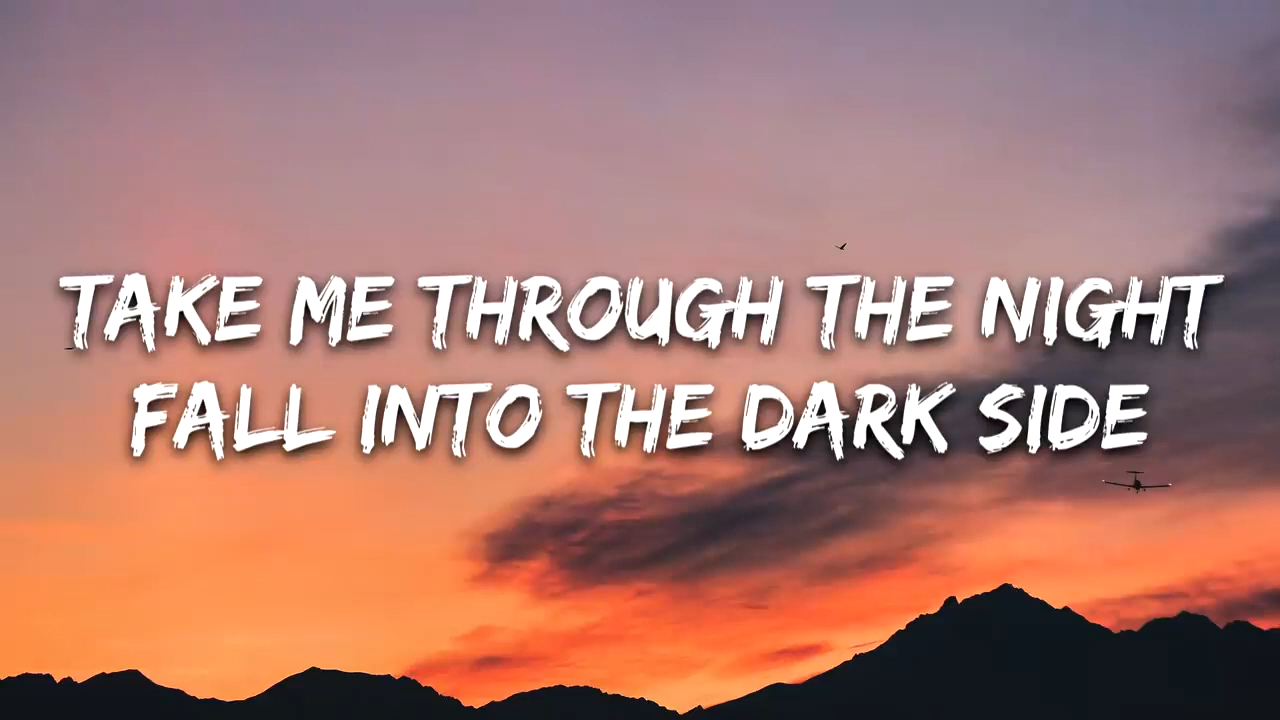 TAKE ME THROUGH THE NIGHT
FALL INTO THE DARK SIDE